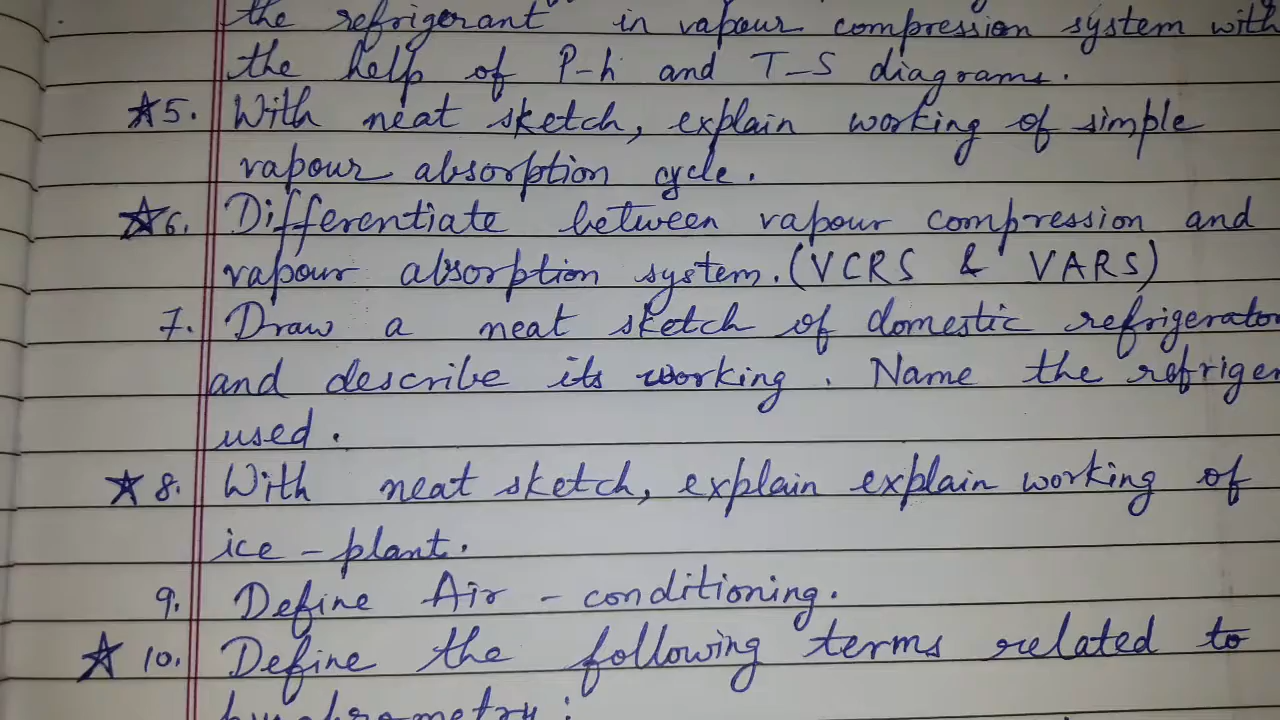 the refrigerant in vapour compression system with
the help of P-h and T-S diagrams.
☆5. With neat sketch, explain working of simple
vapour absorption cycle.
☆6. Differentiate between vapour compression and
vapour absorption system. (VCRS & VARS)
7. Draw a neat sketch of domestic refrigerator
and describe its working. Name the refriger
used.
☆8. With neat sketch, explain explain working of
ice-plant.
9. Define Air-conditioning.
☆10. Define the following terms related to